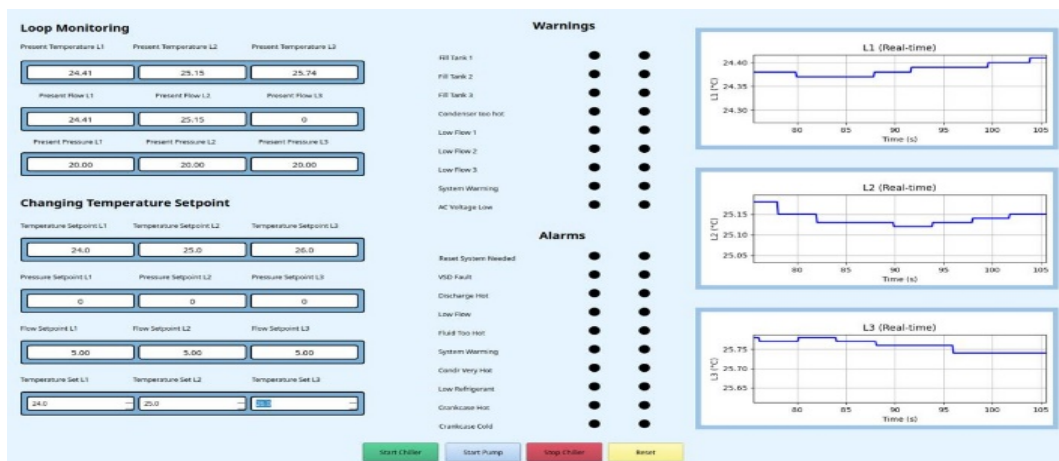 Loop Monitoring
Present Temperature L1 Present Temperature L2 Present Temperature L3
24.41 25.15 25.74
Present Flow L1 Present Flow L2 Present Flow L3
24.41 25.15 0
Present Pressure L1 Present Pressure L2 Present Pressure L3
20.00 20.00 20.00
Changing Temperature Setpoint
Temperature Setpoint L1 Temperature Setpoint L2 Temperature Setpoint L3
24.0 25.0 26.0
Pressure Setpoint L1 Pressure Setpoint L2 Pressure Setpoint L3
0 0 0
Flow Setpoint L1 Flow Setpoint L2 Flow Setpoint L3
5.00 5.00 5.00
Temperature Set L1 Temperature Set L2 Temperature Set L3
24.0 25.0
Warnings
Fill Tank 1
Fill Tank 2
Fill Tank 3
Condenser too hot
Low Flow 1
Low Flow 2
Low Flow 3
System Warming
AC Voltage Low
Alarms
Reset System Needed
VSD Fault
Discharge Hot
Low Flow
Fluid Too Hot
System Warming
Condr Very Hot
Low Refrigerant
Crankcase Hot
Crankcase Cold
Start Chiller Start Pump Stop Chiller Reset
L1 (Real-time)
L1 (°C)
24.40
24.35
24.30
80 85 90 95 100 105
Time (s)
L2 (Real-time)
L2 (°C)
25.15
25.10
25.05
80 85 90 95 100 105
Time (s)
L3 (Real-time)
L3 (°C)
25.75
25.70
25.65
80 85 90 95 100 105
Time (s)